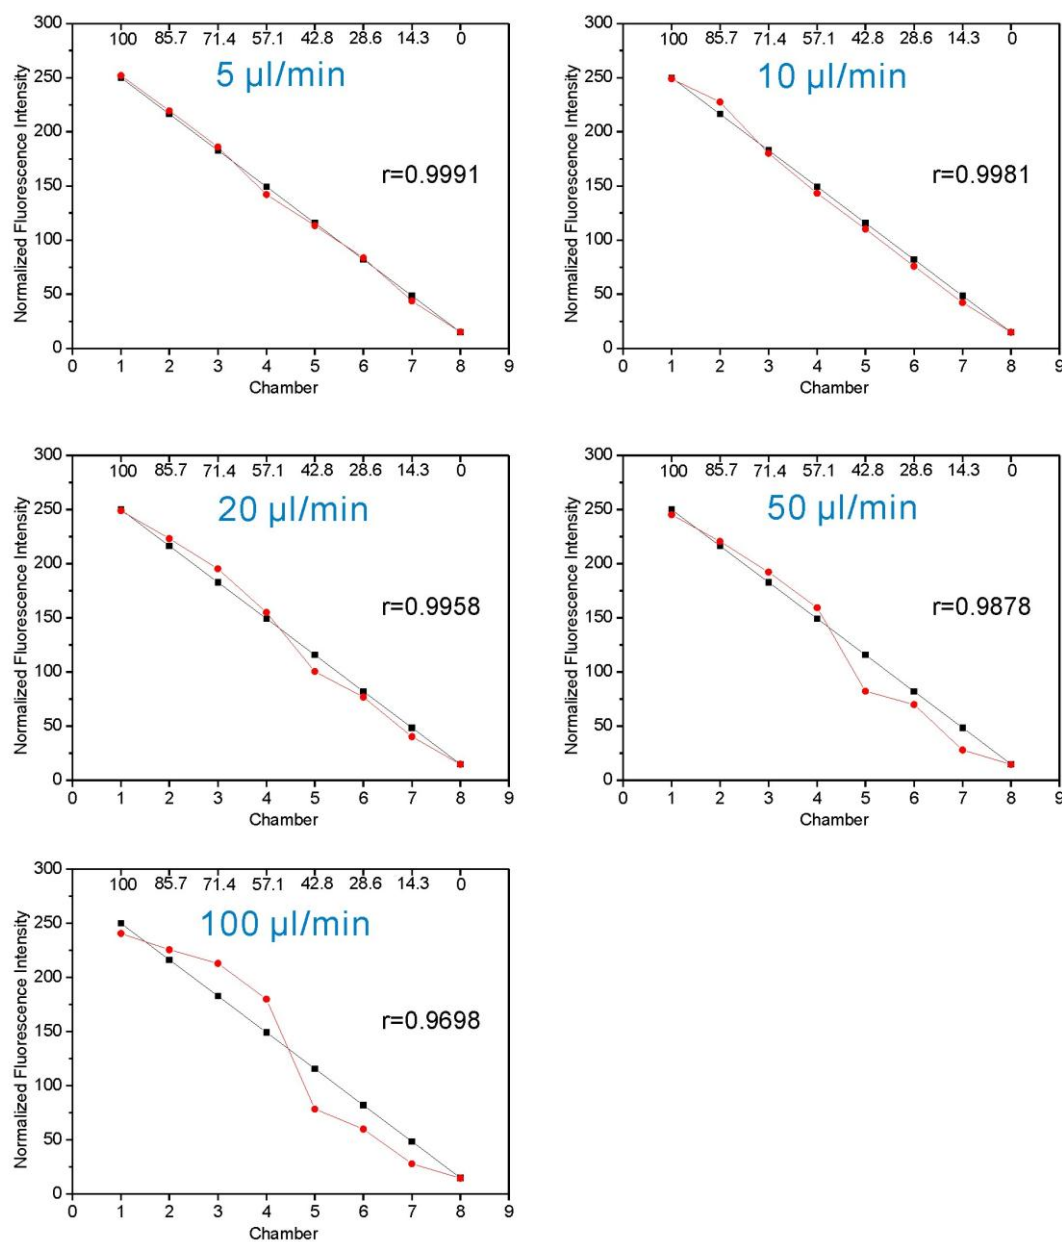 300
250
200
150
100
50
0
Normalized Fluorescence Intensity
100 85.7 71.4 57.1 42.8 28.6 14.3 0
5 µl/min
r=0.9991
0 1 2 3 4 5 6 7 8 9
Chamber
300
250
200
150
100
50
0
Normalized Fluorescence Intensity
100 85.7 71.4 57.1 42.8 28.6 14.3 0
10 µl/min
r=0.9981
0 1 2 3 4 5 6 7 8 9
Chamber
300
250
200
150
100
50
0
Normalized Fluorescence Intensity
100 85.7 71.4 57.1 42.8 28.6 14.3 0
20 µl/min
r=0.9958
0 1 2 3 4 5 6 7 8 9
Chamber
300
250
200
150
100
50
0
Normalized Fluorescence Intensity
100 85.7 71.4 57.1 42.8 28.6 14.3 0
50 µl/min
r=0.9878
0 1 2 3 4 5 6 7 8 9
Chamber
300
250
200
150
100
50
0
Normalized Fluorescence Intensity
100 85.7 71.4 57.1 42.8 28.6 14.3 0
100 µl/min
r=0.9698
0 1 2 3 4 5 6 7 8 9
Chamber